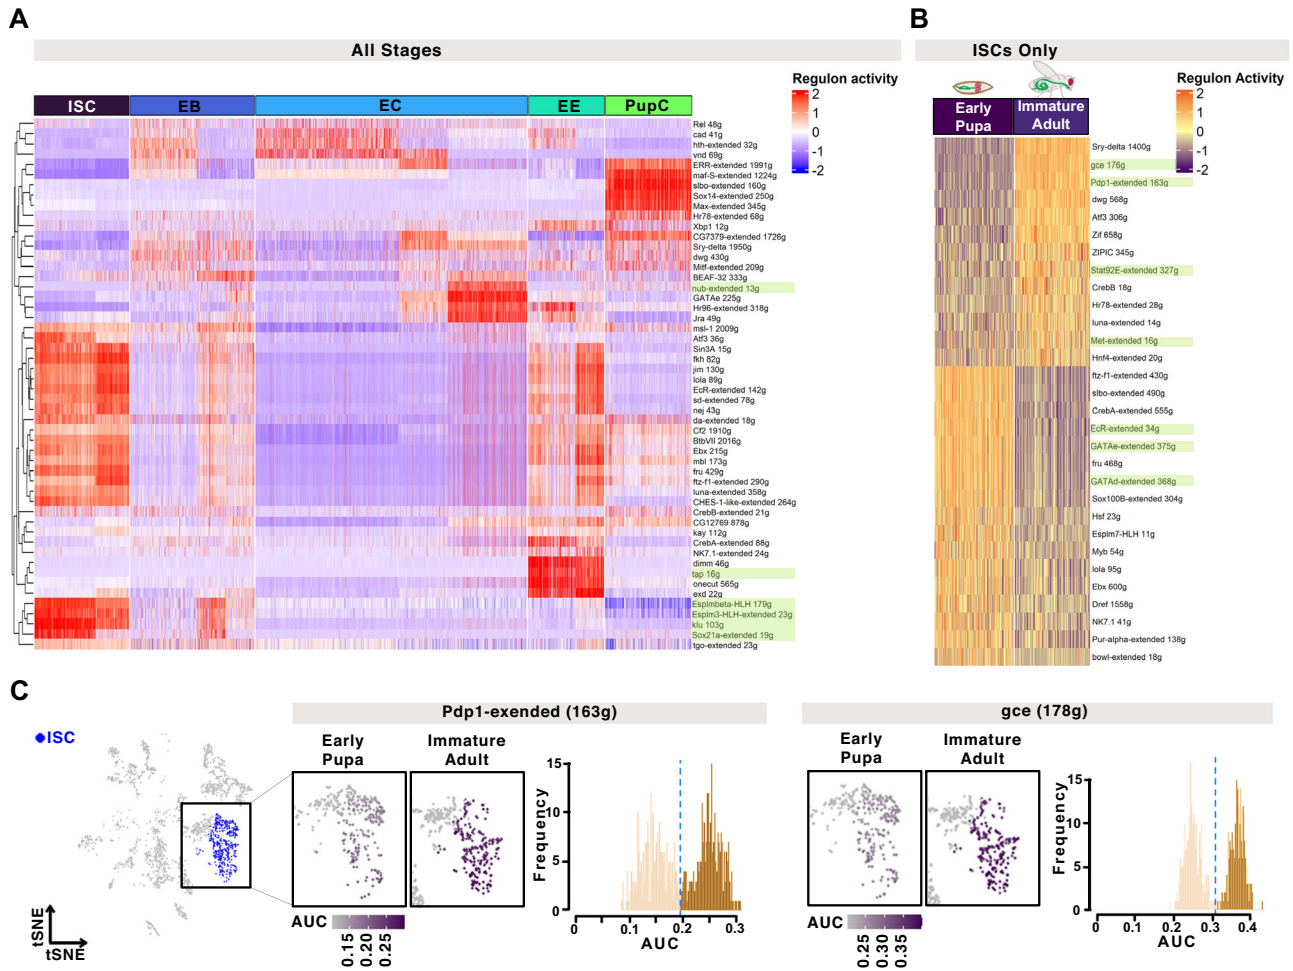 A
All Stages
ISC EB EC EE PupC
Regulon activity
2
1
0
-1
-2
Rel 48g
cad 41g
hth-extended 32g
vnd 69g
ERR-extended 1991g
maf-S-extended 1224g
slbo-extended 160g
Sox14-extended 250g
Max-extended 345g
Hr78-extended 68g
Xbp1 12g
CG7379-extended 1726g
Sry-delta 1950g
dwg 430g
Mitf-extended 209g
BEAF-32 333g
nub-extended 13g
GATAe 225g
Hr96-extended 318g
Jra 49g
msl-1 2009g
Atf3 36g
Sin3A 15g
fkh 82g
jim 130g
lola 89g
EcR-extended 142g
sd-extended 78g
nej 43g
da-extended 18g
Cf2 1910g
BtbVII 2016g
Ebx 215g
mbl 173g
fru 429g
ftz-f1-extended 290g
luna-extended 358g
CHES-1-like-extended 264g
CrebB-extended 21g
CG12769 878g
kay 112g
CrebA-extended 88g
NK7.1-extended 24g
dimm 46g
tap 16g
onecut 565g
exd 22g
Esplmbeta-HLH 179g
Esplm3-HLH-extended 23g
klu 103g
Sox21a-extended 19g
tgo-extended 23g
B
ISCs Only
Early
Pupa
Immature
Adult
Regulon Activity
2
1
0
-1
-2
Sry-delta 1400g
gce 176g
Pdp1-extended 163g
dwg 568g
Atf3 306g
Zif 658g
ZIPIC 345g
Stat92E-extended 327g
CrebB 18g
Hr78-extended 28g
luna-extended 14g
Met-extended 16g
Hnf4-extended 20g
ftz-f1-extended 430g
slbo-extended 490g
CrebA-extended 555g
EcR-extended 34g
GATAe-extended 375g
fru 468g
GATAd-extended 368g
Sox100B-extended 304g
Hsf 23g
Esplm7-HLH 11g
Myb 54g
lola 95g
Ebx 600g
Dref 1558g
NK7.1 41g
Pur-alpha-extended 138g
bowl-extended 18g
C
ISC
tSNE
tSNE
Pdp1-exended (163g)
Early
Pupa
Immature
Adult
AUC
0.15
0.20
0.25
Frequency
15
10
5
0
0 0.1 0.2 0.3
AUC
gce (178g)
Early
Pupa
Immature
Adult
AUC
0.25
0.30
0.35
Frequency
15
10
5
0
0 0.1 0.2 0.3 0.4
AUC